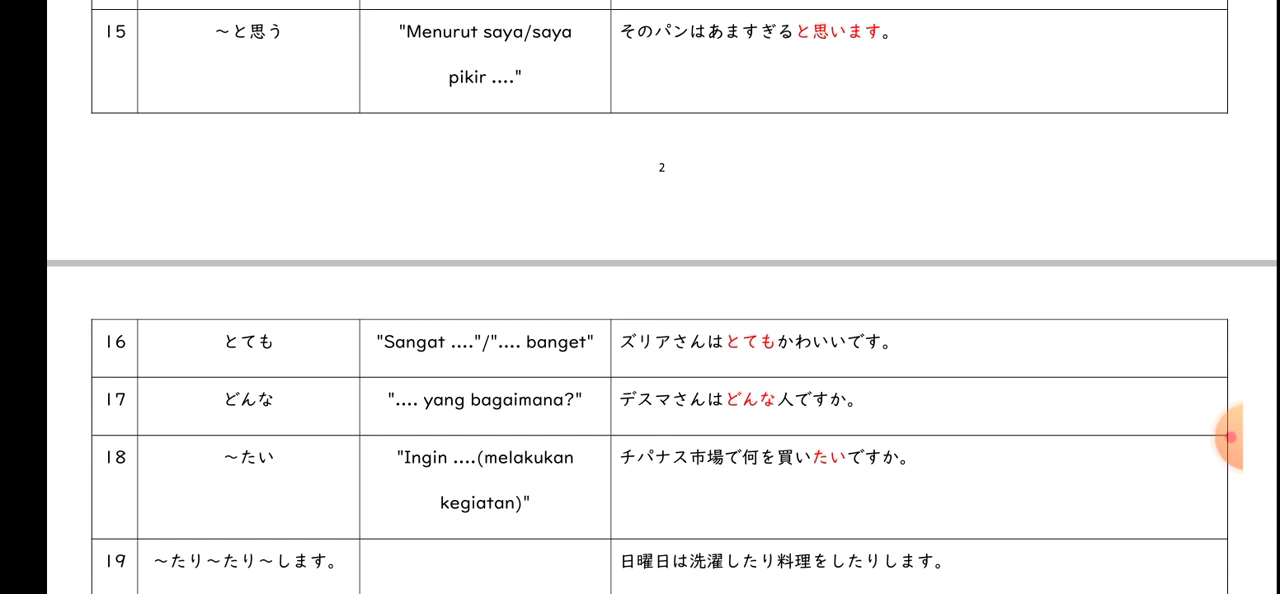 15 ～と思う "Menurut saya/saya そのパンはあますぎると思います。
pikir ...."
2
16 とても "Sangat ...."/".... banget" ズリアさんはとてもかわいいです。
17 どんな ".... yang bagaimana?" デスマさんはどんな人ですか。
18 ～たい "Ingin ....(melakukan チパナス市場で何を買いたいですか。
kegiatan)"
19 ～たり～たり～します。 日曜日は洗濯したり料理をしたりします。